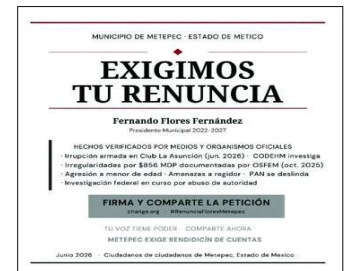 MUNICIPIO DE METEPEC · ESTADO DE METICO
EXIGIMOS
TU RENUNCIA
Fernando Flores Fernández
Presidente Municipal 2022-2027
HECHOS VERIFICADOS POR MEDIOS Y ORGANISMOS OFICIALES
· Irrupción armada en Club La Asunción (jun. 2026) · CODEHM investiga
· Irregularidades por $856 MDP documentadas por OSFEM (oct. 2025)
· Agresión a menor de edad · Amenazas a regidor · PAN se deslinda
· Investigación federal en curso por abuso de autoridad
FIRMA Y COMPARTE LA PETICIÓN
change.org · #RenunciaFloresMetepec
TU VOZ TIENE PODER · COMPARTE AHORA
METEPEC EXIGE RENDIDICÍN DE CUENTAS
Junio 2026 · Ciudadanos de ciudadanos de Metepec, Estado de Mexico